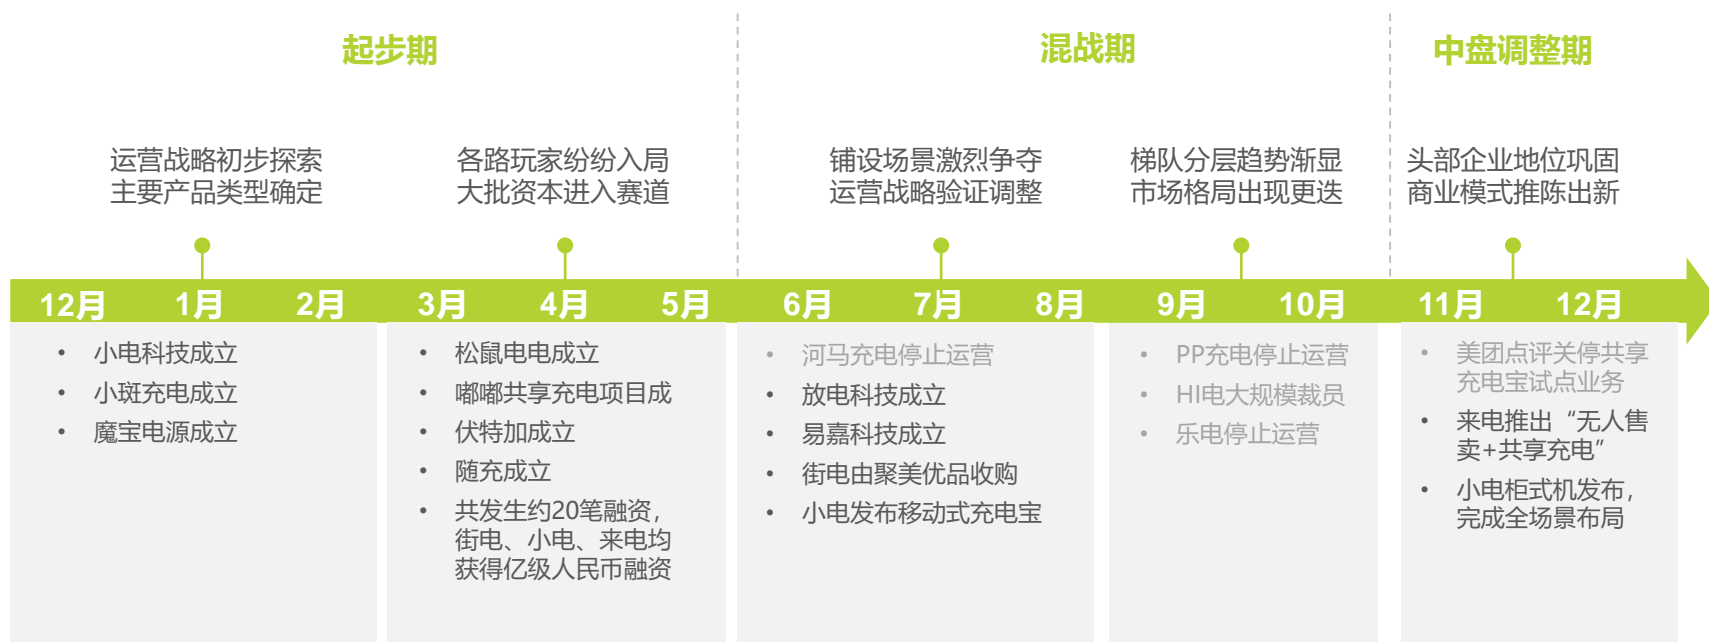 起步期
混战期
中盘调整期
运营战略初步探索
主要产品类型确定
各路玩家纷纷入局
大批资本进入赛道
铺设场景激烈争夺
运营战略验证调整
梯队分层趋势渐显
市场格局出现更迭
头部企业地位巩固
商业模式推陈出新
12月 1月 2月 3月 4月 5月 6月 7月 8月 9月 10月 11月 12月
• 小电科技成立
• 小斑充电成立
• 魔宝电源成立
• 松鼠电电成立
• 嘟嘟共享充电项目成
• 伏特加成立
• 随充成立
• 共发生约20笔融资，
街电、小电、来电均
获得亿级人民币融资
• 河马充电停止运营
• 放电科技成立
• 易嘉科技成立
• 街电由聚美优品收购
• 小电发布移动式充电宝
• PP充电停止运营
• HI电大规模裁员
• 乐电停止运营
• 美团点评关停共享
充电宝试点业务
• 来电推出“无人售
卖+共享充电”
• 小电柜式机发布，
完成全场景布局